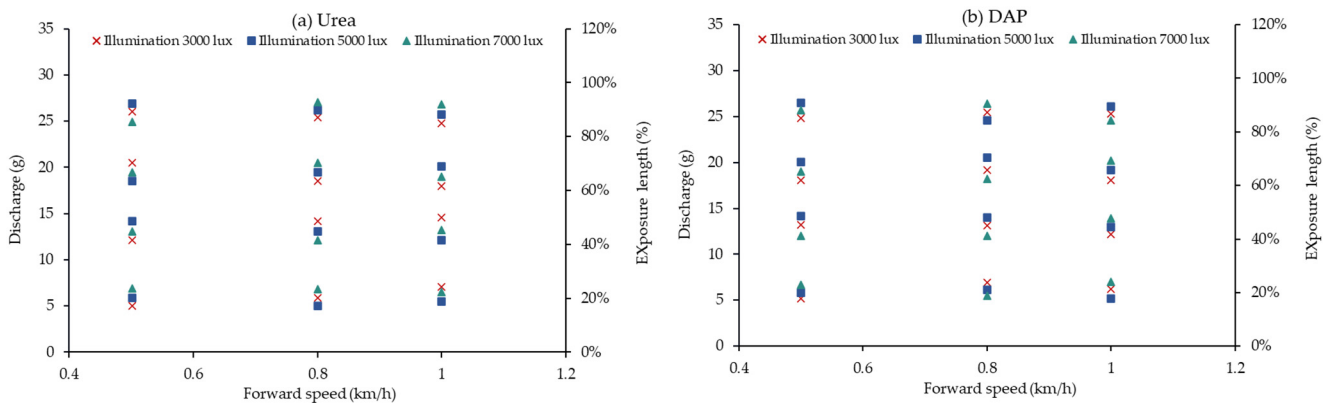 (a) Urea
Illumination 3000 lux
Illumination 5000 lux
Illumination 7000 lux
35
30
25
20
15
10
5
0
Discharge (g)
120%
100%
80%
60%
40%
20%
0%
EXposure length (%)
0.4
0.6
0.8
1
1.2
Forward speed (km/h)
(b) DAP
Illumination 3000 lux
Illumination 5000 lux
Illumination 7000 lux
35
30
25
20
15
10
5
0
Discharge (g)
120%
100%
80%
60%
40%
20%
0%
Exposure length (%)
0.4
0.6
0.8
1
1.2
Forward speed (km/h)